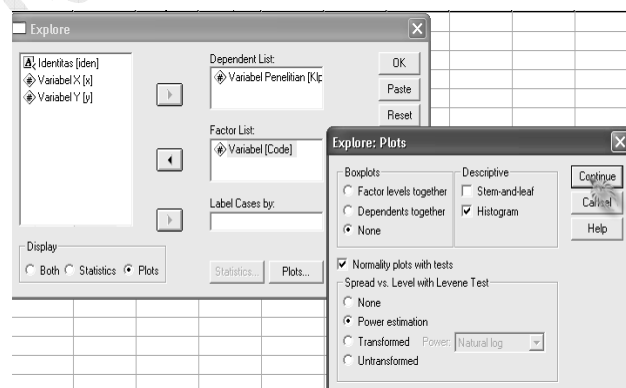 Explore
Identitas [iden]
Variabel X [x]
Variabel Y [y]
Dependent List:
Variabel Penelitian [Klp
Factor List:
Variabel [Code]
Label Cases by:
OK
Paste
Reset
Display
Both
Statistics
Plots
Statistics...
Plots...
Explore: Plots
Boxplots
Factor levels together
Dependents together
None
Descriptive
Stem-and-leaf
Histogram
Continue
Cancel
Help
Normality plots with tests
Spread vs. Level with Levene Test
None
Power estimation
Transformed Power: Natural log
Untransformed